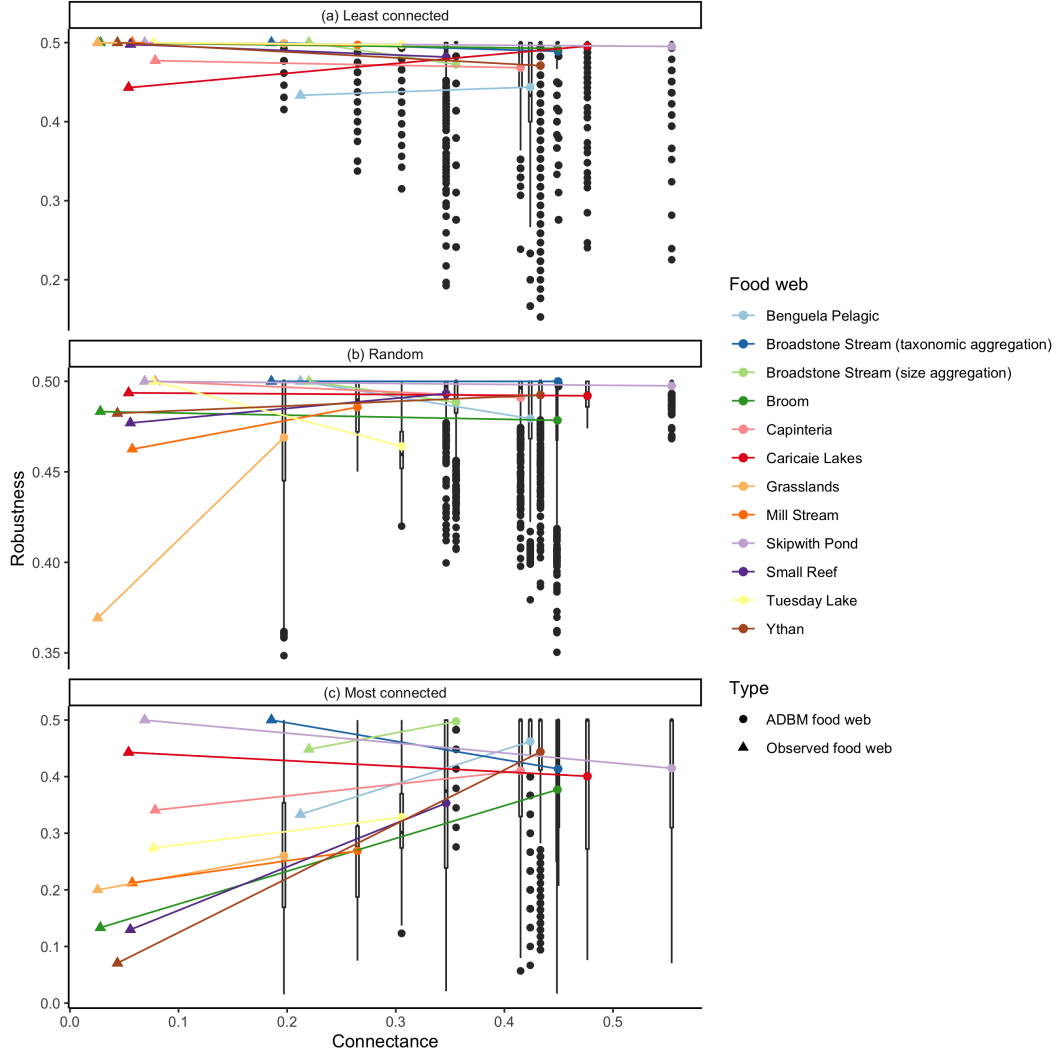 (a) Least connected
0.5
0.4
0.3
0.2
(b) Random
0.50
0.45
0.40
0.35
(c) Most connected
0.5
0.4
0.3
0.2
0.1
0.0
0.0 0.1 0.2 0.3 0.4 0.5
Connectance
Robustness
Food web
Benguela Pelagic
Broadstone Stream (taxonomic aggregation)
Broadstone Stream (size aggregation)
Broom
Capinteria
Caricaie Lakes
Grasslands
Mill Stream
Skipwith Pond
Small Reef
Tuesday Lake
Ythan
Type
ADBM food web
Observed food web